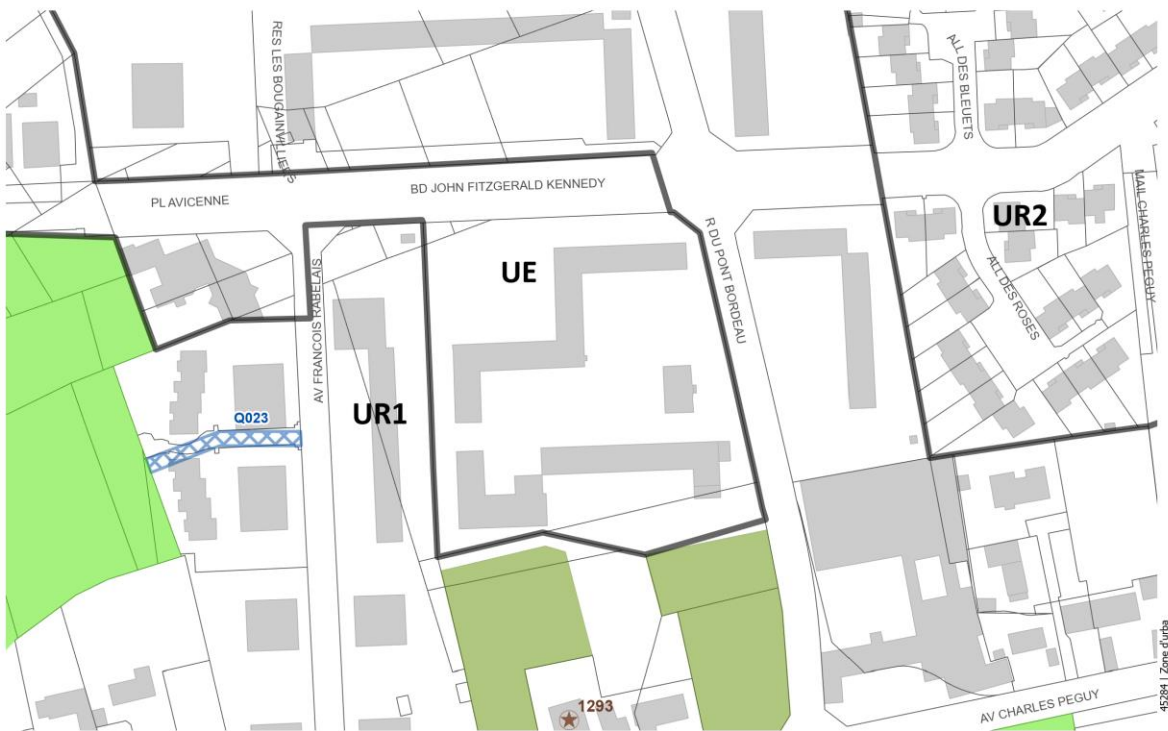 RES LES BOUGAINVILLIERS
ALL DES BLEUETS
BD JOHN FITZGERALD KENNEDY
PL AVICENNE
MAIL CHARLES PEGUY
UR2
R DU PONT BORDEAU
UE
ALL DES ROSES
AV FRANCOIS RABELAIS
UR1
Q023
1293
AV CHARLES PEGUY
45284 | Zone d'urba